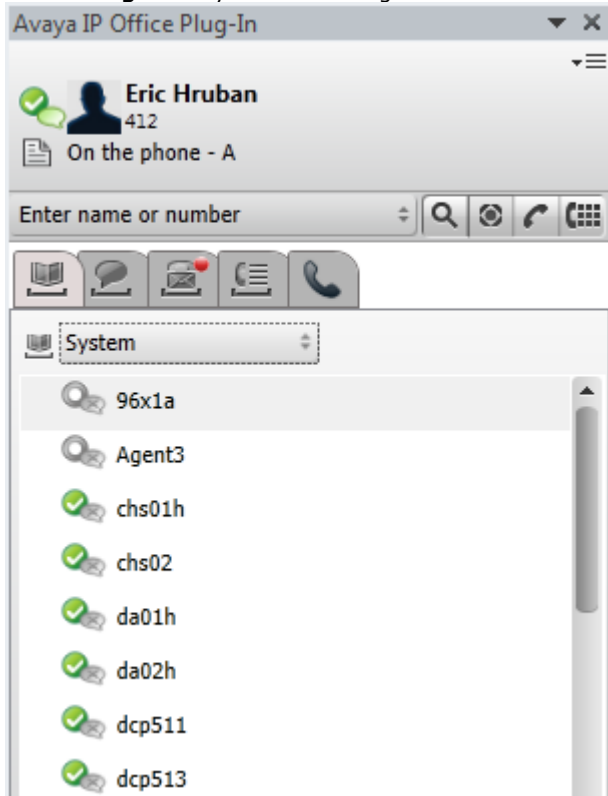 Avaya IP Office Plug-In
Eric Hruban
412
On the phone - A
Enter name or number
System
96x1a
Agent3
chs01h
chs02
da01h
da02h
dcp511
dcp513